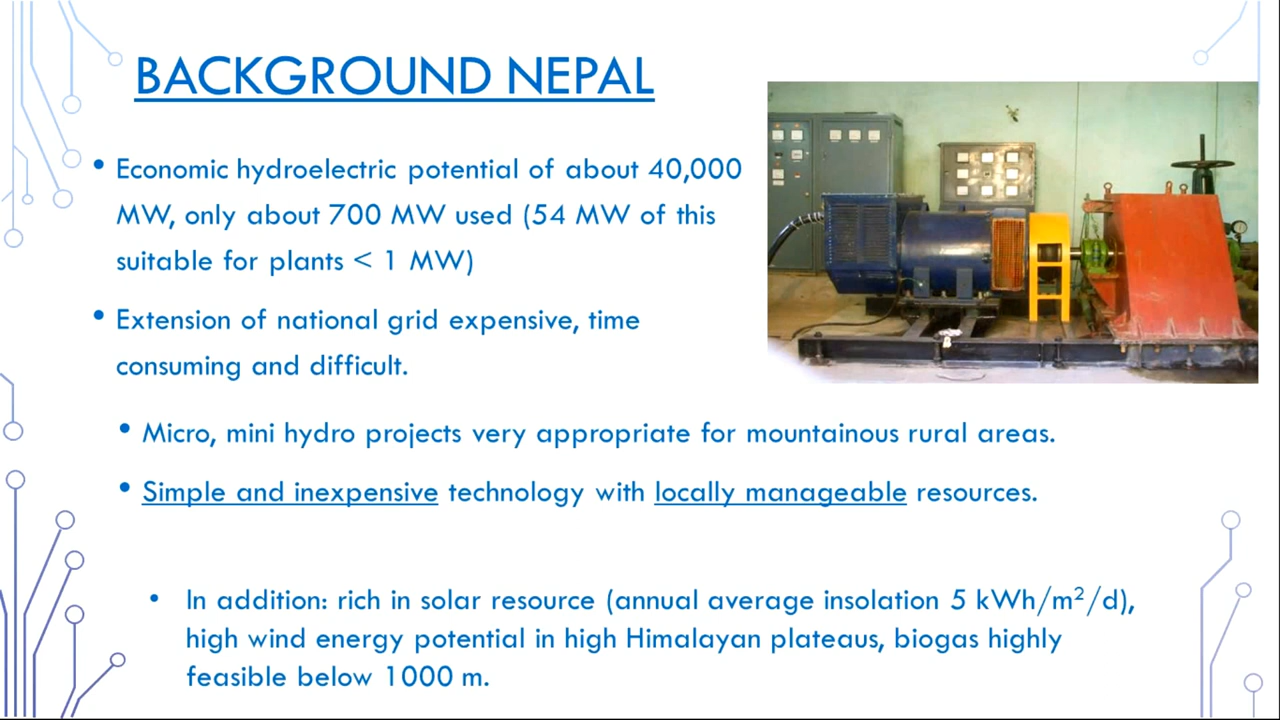 BACKGROUND NEPAL
• Economic hydroelectric potential of about 40,000
MW, only about 700 MW used (54 MW of this
suitable for plants < 1 MW)
• Extension of national grid expensive, time
consuming and difficult.
• Micro, mini hydro projects very appropriate for mountainous rural areas.
• Simple and inexpensive technology with locally manageable resources.
• In addition: rich in solar resource (annual average insolation 5 kWh/m²/d),
high wind energy potential in high Himalayan plateaus, biogas highly
feasible below 1000 m.